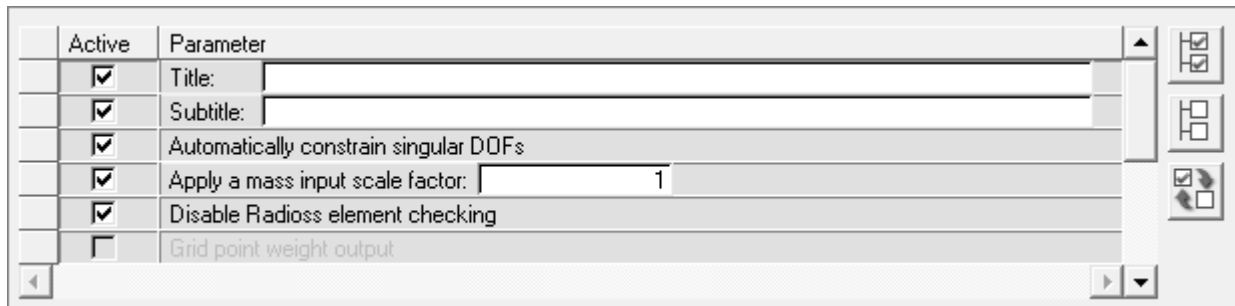 Active Parameter
Title:
Subtitle:
Automatically constrain singular DOFs
Apply a mass input scale factor: 1
Disable Radioss element checking
Grid point weight output